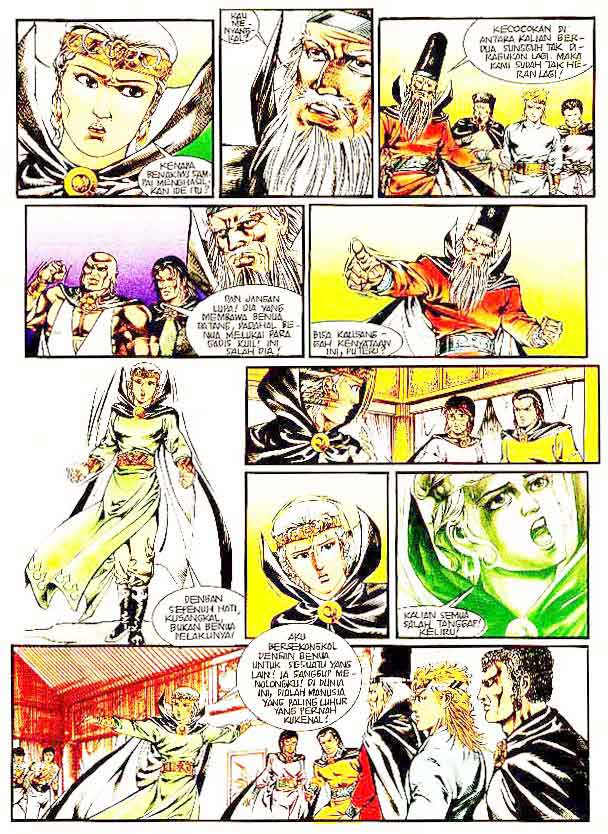 KENAPA
BENAKMU SAM-
PAI MENGHASIL-
KAN IDE ITU?
KAU
ME-
NYANG-
KAL?
KECOCOKAN DI
ANTARA KALIAN BER-
DUA SUNGGUH TAK DI-
RAGUKAN LAGI. MAKA
KAMI SUDAH TAK HE-
RAN LAGI!
DAN JANGAN
LUPA! DIA YANG
MEMBAWA BENUA
DATANG, PADAHAL BE-
NUA MELUKAI PARA
GADIS KUIL! INI
SALAH DIA!
BISA KAUSANG-
GAH KENYATAAN
INI, PUTERI?
DENGAN
SEPENUH HATI,
KUSANGKAL,
BUKAN BENUA
PELAKUNYA!
KALIAN SEMUA
SALAH TANGGAP!
KELIRU!
AKU
BERSEKONGKOL
DENGAN BENUA
UNTUK SESUATU YANG
LAIN! IA SANGGUP ME-
NOLONGKU! DI DUNIA
INI, DIALAH MANUSIA
YANG PALING LUHUR
YANG PERNAH
KUKENAL!